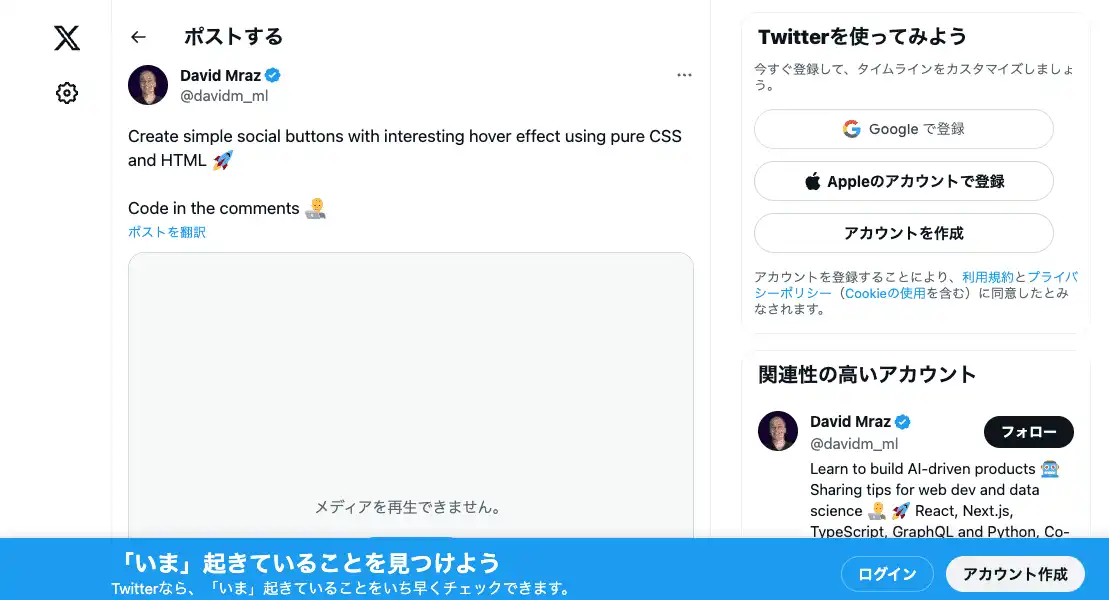 ポストする
David Mraz
@davidm_ml
Create simple social buttons with interesting hover effect using pure CSS
and HTML 🚀
Code in the comments 🧑‍💻
ポストを翻訳
メディアを再生できません。
Twitterを使ってみよう
今すぐ登録して、タイムラインをカスタマイズしましょ
う。
Google で登録
Appleのアカウントで登録
アカウントを作成
アカウントを登録することにより、利用規約とプライバ
シーポリシー（Cookieの使用を含む）に同意したとみ
なされます。
関連性の高いアカウント
David Mraz
@davidm_ml
フォロー
Learn to build AI-driven products 🤖
Sharing tips for web dev and data
science 🧑‍💻 🚀 React, Next.js,
TypeScript, GraphQL and Python, Co-
「いま」起きていることを見つけよう
Twitterなら、「いま」起きていることをいち早くチェックできます。
ログイン
アカウント作成